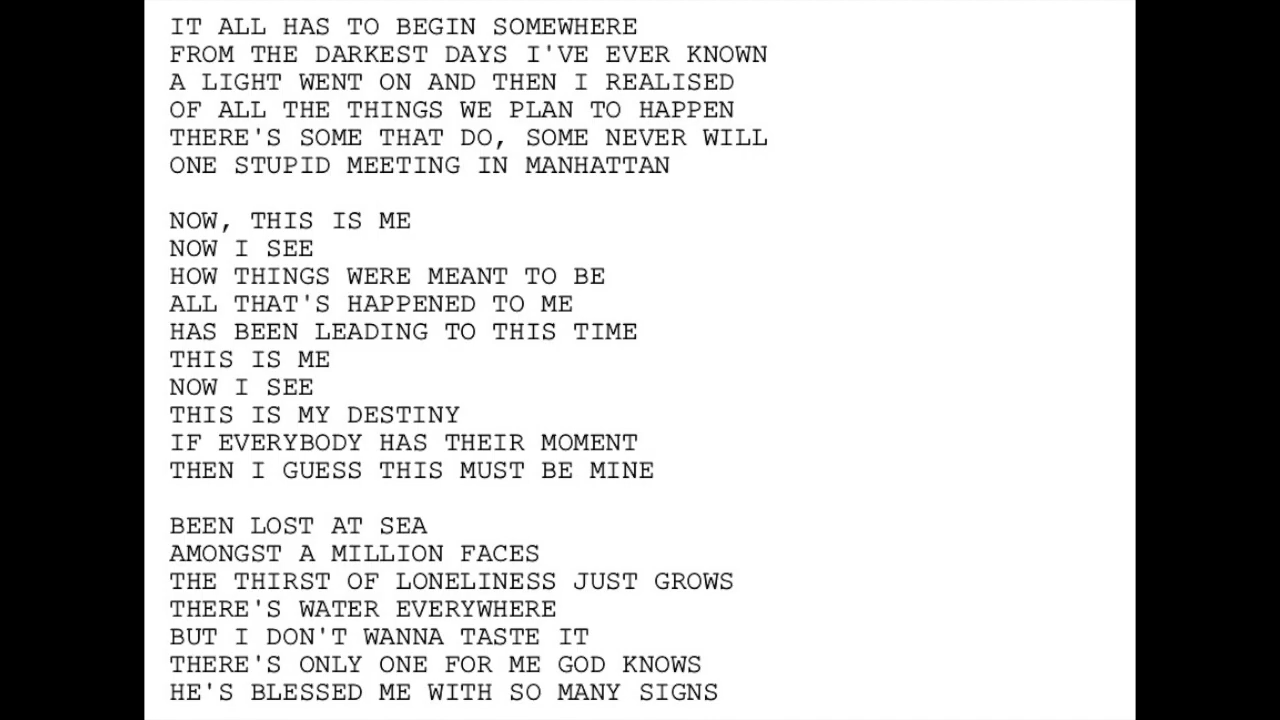 IT ALL HAS TO BEGIN SOMEWHERE
FROM THE DARKEST DAYS I'VE EVER KNOWN
A LIGHT WENT ON AND THEN I REALISED
OF ALL THE THINGS WE PLAN TO HAPPEN
THERE'S SOME THAT DO, SOME NEVER WILL
ONE STUPID MEETING IN MANHATTAN

NOW, THIS IS ME
NOW I SEE
HOW THINGS WERE MEANT TO BE
ALL THAT'S HAPPENED TO ME
HAS BEEN LEADING TO THIS TIME
THIS IS ME
NOW I SEE
THIS IS MY DESTINY
IF EVERYBODY HAS THEIR MOMENT
THEN I GUESS THIS MUST BE MINE

BEEN LOST AT SEA
AMONGST A MILLION FACES
THE THIRST OF LONELINESS JUST GROWS
THERE'S WATER EVERYWHERE
BUT I DON'T WANNA TASTE IT
THERE'S ONLY ONE FOR ME GOD KNOWS
HE'S BLESSED ME WITH SO MANY SIGNS